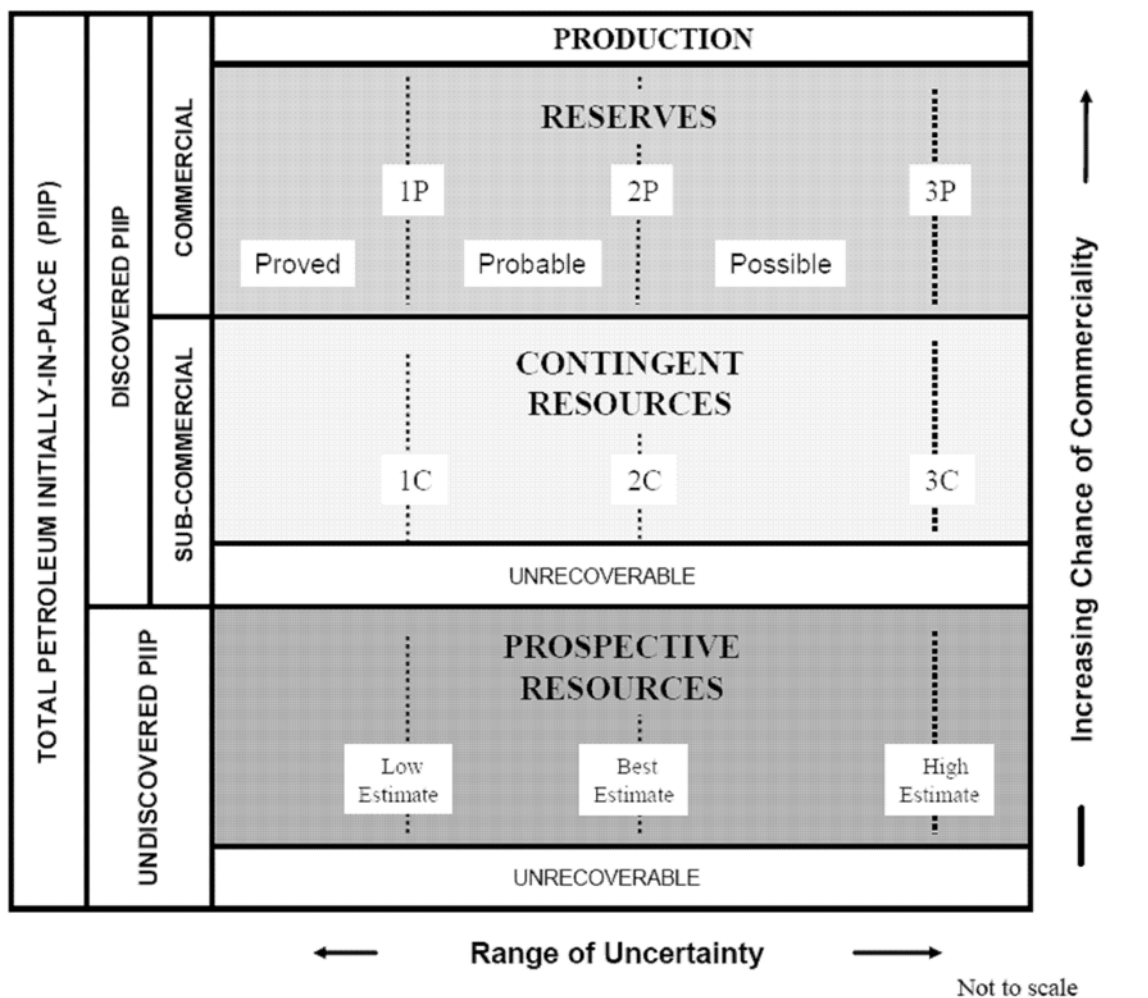 TOTAL PETROLEUM INITIALLY-IN-PLACE (PIIP)
DISCOVERED PIIP
UNDISCOVERED PIIP
COMMERCIAL
SUB-COMMERCIAL
PRODUCTION
RESERVES
1P 2P 3P
Proved Probable Possible
CONTINGENT
RESOURCES
1C 2C 3C
UNRECOVERABLE
PROSPECTIVE
RESOURCES
Low
Estimate
Best
Estimate
High
Estimate
UNRECOVERABLE
Increasing Chance of Commerciality
Range of Uncertainty
Not to scale